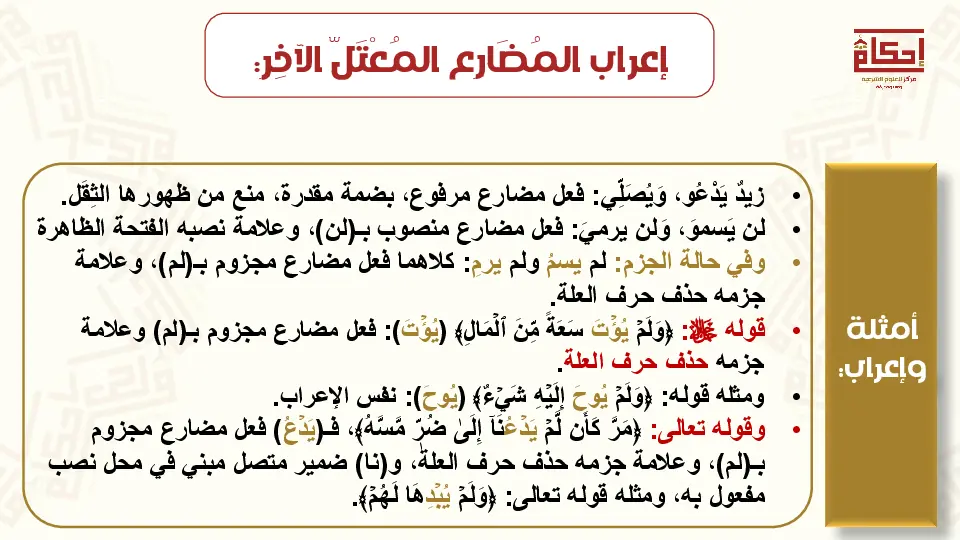 إعراب المُضَارع المُعْتَلّ الآخِر:
إحكام
مركز للعلوم الشرعية
أمثلة
وإعراب:
• زيدٌ يَدْعُو، وَيُصَلِّي: فعل مضارع مرفوع، بضمة مقدرة، منع من ظهورها الثِقَل.
• لن يَسموَ، وَلن يرميَ: فعل مضارع منصوب بـ(لن)، وعلامة نصبه الفتحة الظاهرة
• وفي حالة الجزم: لم يسمُ ولم يرمِ: كلاهما فعل مضارع مجزوم بـ(لم)، وعلامة
جزمه حذف حرف العلة.
• قوله ﷻ: ﴿وَلَمْ يُؤْتَ سَعَةً مِّنَ ٱلْمَالِ﴾ (يُؤْتَ): فعل مضارع مجزوم بـ(لم) وعلامة
جزمه حذف حرف العلة.
• ومثله قوله: ﴿وَلَمْ يُوحَ إِلَيْهِ شَيْءٌ﴾ (يُوحَ): نفس الإعراب.
• وقوله تعالى: ﴿مَرَّ كَأَن لَّمْ يَدْعُنَآ إِلَىٰ ضُرٍّ مَّسَّهُ﴾، فـ(يَدْعُ) فعل مضارع مجزوم
بـ(لم)، وعلامة جزمه حذف حرف العلة، و(نا) ضمير متصل مبني في محل نصب
مفعول به، ومثله قوله تعالى: ﴿وَلَمْ يُبْدِهَا لَهُمْ﴾.